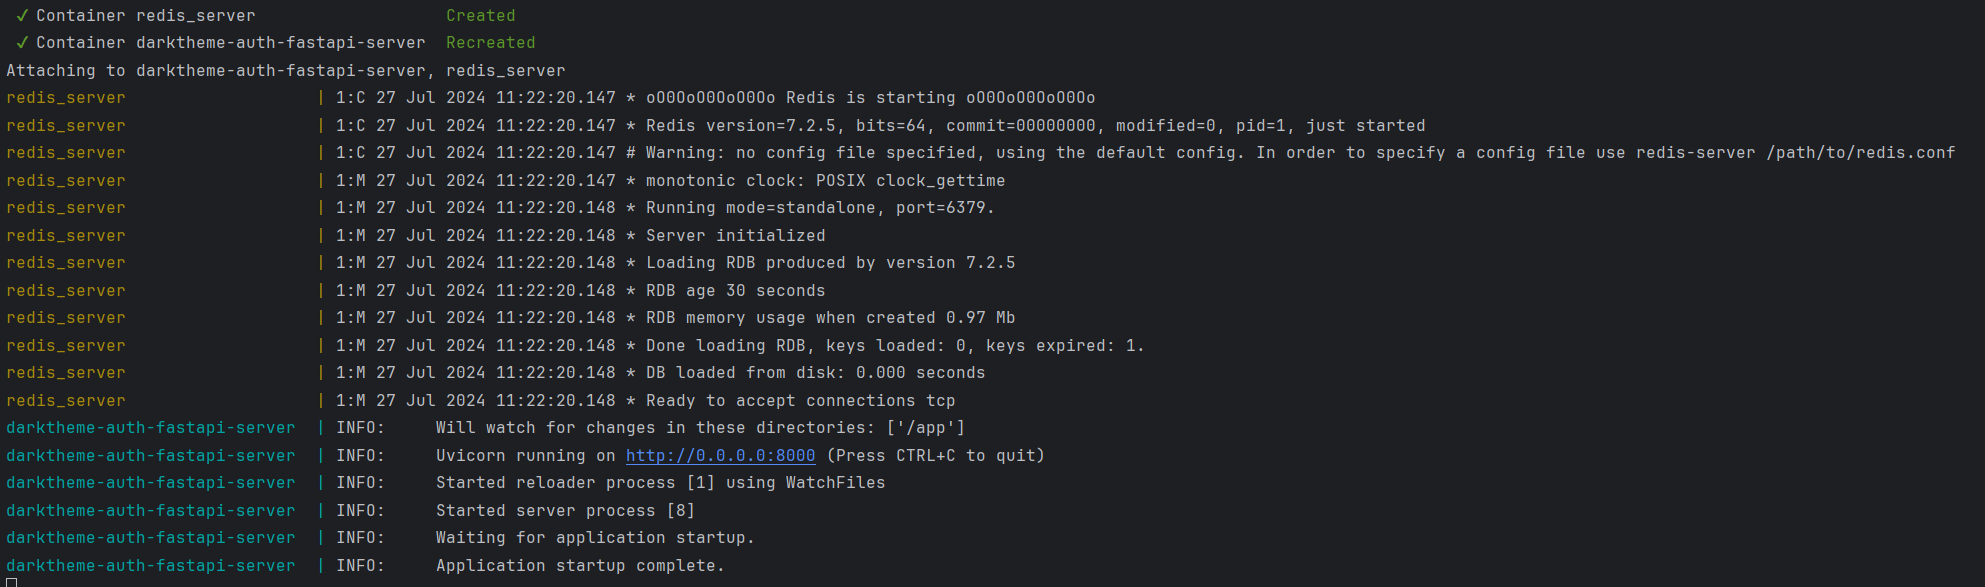 ✓ Container redis_server Created
✓ Container darktheme-auth-fastapi-server Recreated
Attaching to darktheme-auth-fastapi-server, redis_server
redis_server | 1:C 27 Jul 2024 11:22:20.147 * oO0OoO0OoO0Oo Redis is starting oO0OoO0OoO0Oo
redis_server | 1:C 27 Jul 2024 11:22:20.147 * Redis version=7.2.5, bits=64, commit=00000000, modified=0, pid=1, just started
redis_server | 1:C 27 Jul 2024 11:22:20.147 # Warning: no config file specified, using the default config. In order to specify a config file use redis-server /path/to/redis.conf
redis_server | 1:M 27 Jul 2024 11:22:20.147 * monotonic clock: POSIX clock_gettime
redis_server | 1:M 27 Jul 2024 11:22:20.148 * Running mode=standalone, port=6379.
redis_server | 1:M 27 Jul 2024 11:22:20.148 * Server initialized
redis_server | 1:M 27 Jul 2024 11:22:20.148 * Loading RDB produced by version 7.2.5
redis_server | 1:M 27 Jul 2024 11:22:20.148 * RDB age 30 seconds
redis_server | 1:M 27 Jul 2024 11:22:20.148 * RDB memory usage when created 0.97 Mb
redis_server | 1:M 27 Jul 2024 11:22:20.148 * Done loading RDB, keys loaded: 0, keys expired: 1.
redis_server | 1:M 27 Jul 2024 11:22:20.148 * DB loaded from disk: 0.000 seconds
redis_server | 1:M 27 Jul 2024 11:22:20.148 * Ready to accept connections tcp
darktheme-auth-fastapi-server | INFO: Will watch for changes in these directories: ['/app']
darktheme-auth-fastapi-server | INFO: Uvicorn running on http://0.0.0.0:8000 (Press CTRL+C to quit)
darktheme-auth-fastapi-server | INFO: Started reloader process [1] using WatchFiles
darktheme-auth-fastapi-server | INFO: Started server process [8]
darktheme-auth-fastapi-server | INFO: Waiting for application startup.
darktheme-auth-fastapi-server | INFO: Application startup complete.